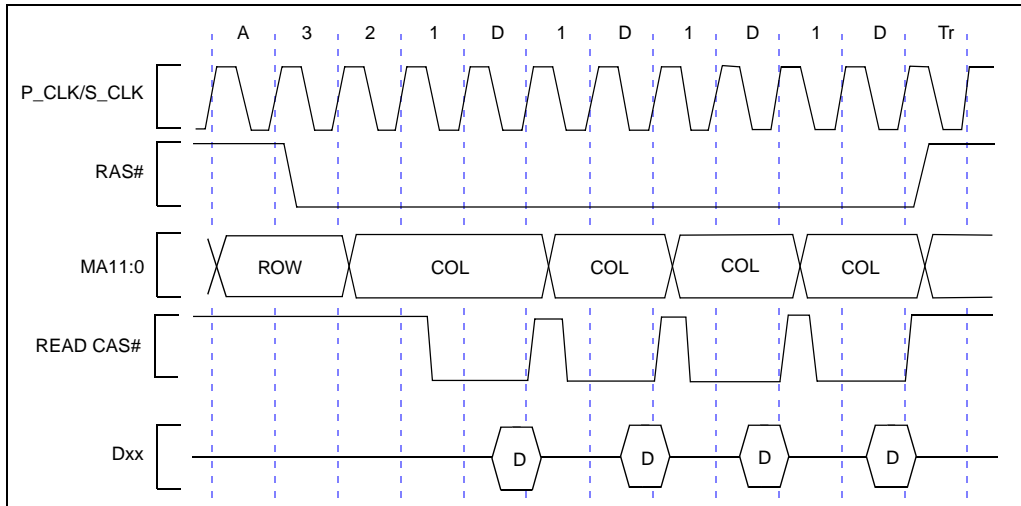 A 3 2 1 D 1 D 1 D 1 D Tr
P_CLK/S_CLK
RAS#
MA11:0 ROW COL COL COL COL
READ CAS#
Dxx D D D D